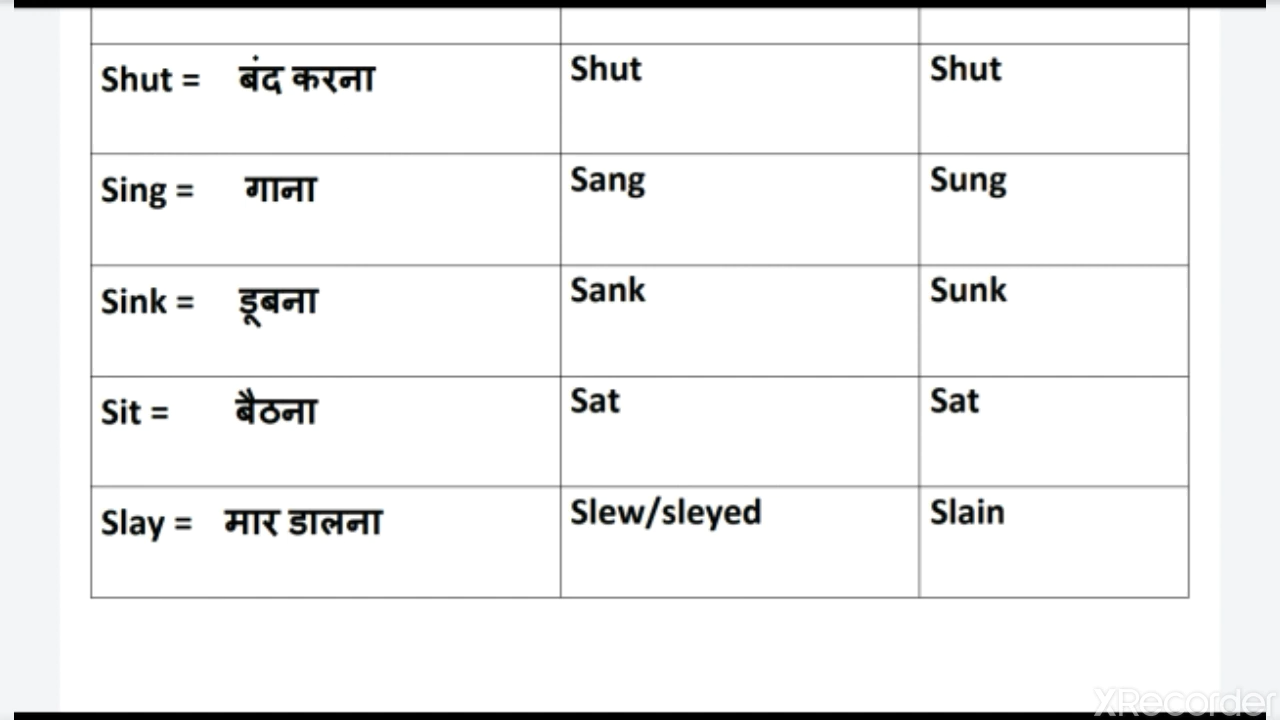 Shut = बंद करना Shut Shut
Sing = गाना Sang Sung
Sink = डूबना Sank Sunk
Sit = बैठना Sat Sat
Slay = मार डालना Slew/sleyed Slain
XRecorder